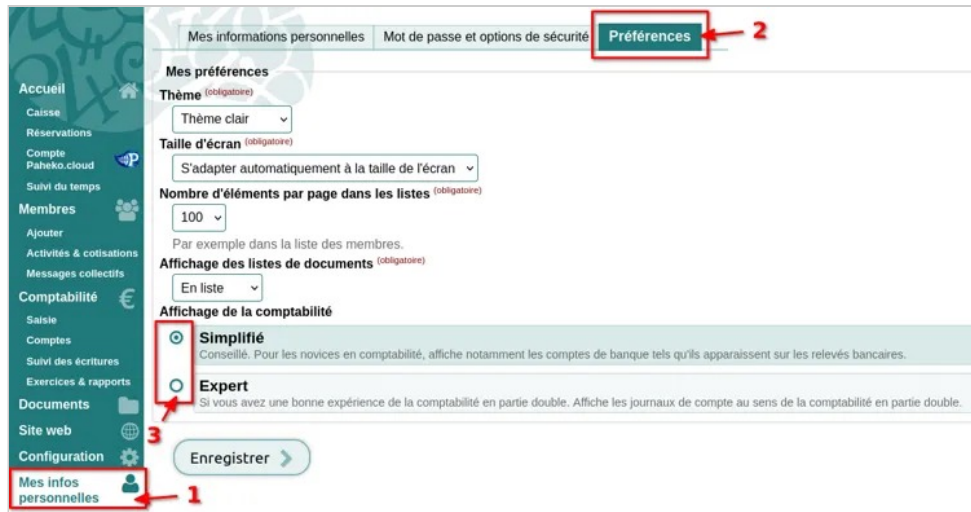 Mes informations personnelles
Mot de passe et options de sécurité
Préférences
2
Mes préférences
Accueil
Caisse
Réservations
Compte
Paheko.cloud
P
Suivi du temps
Membres
Ajouter
Activités & cotisations
Messages collectifs
Comptabilité
€
Saisie
Comptes
Suivi des écritures
Exercices & rapports
Documents
Site web
Configuration
Mes infos
personnelles
1
Thème (obligatoire)
Thème clair
Taille d'écran (obligatoire)
S'adapter automatiquement à la taille de l'écran
Nombre d'éléments par page dans les listes (obligatoire)
100
Par exemple dans la liste des membres.
Affichage des listes de documents (obligatoire)
En liste
Affichage de la comptabilité
Simplifié
Conseillé. Pour les novices en comptabilité, affiche notamment les comptes de banque tels qu'ils apparaissent sur les relevés bancaires.
Expert
Si vous avez une bonne expérience de la comptabilité en partie double. Affiche les journaux de compte au sens de la comptabilité en partie double.
3
Enregistrer